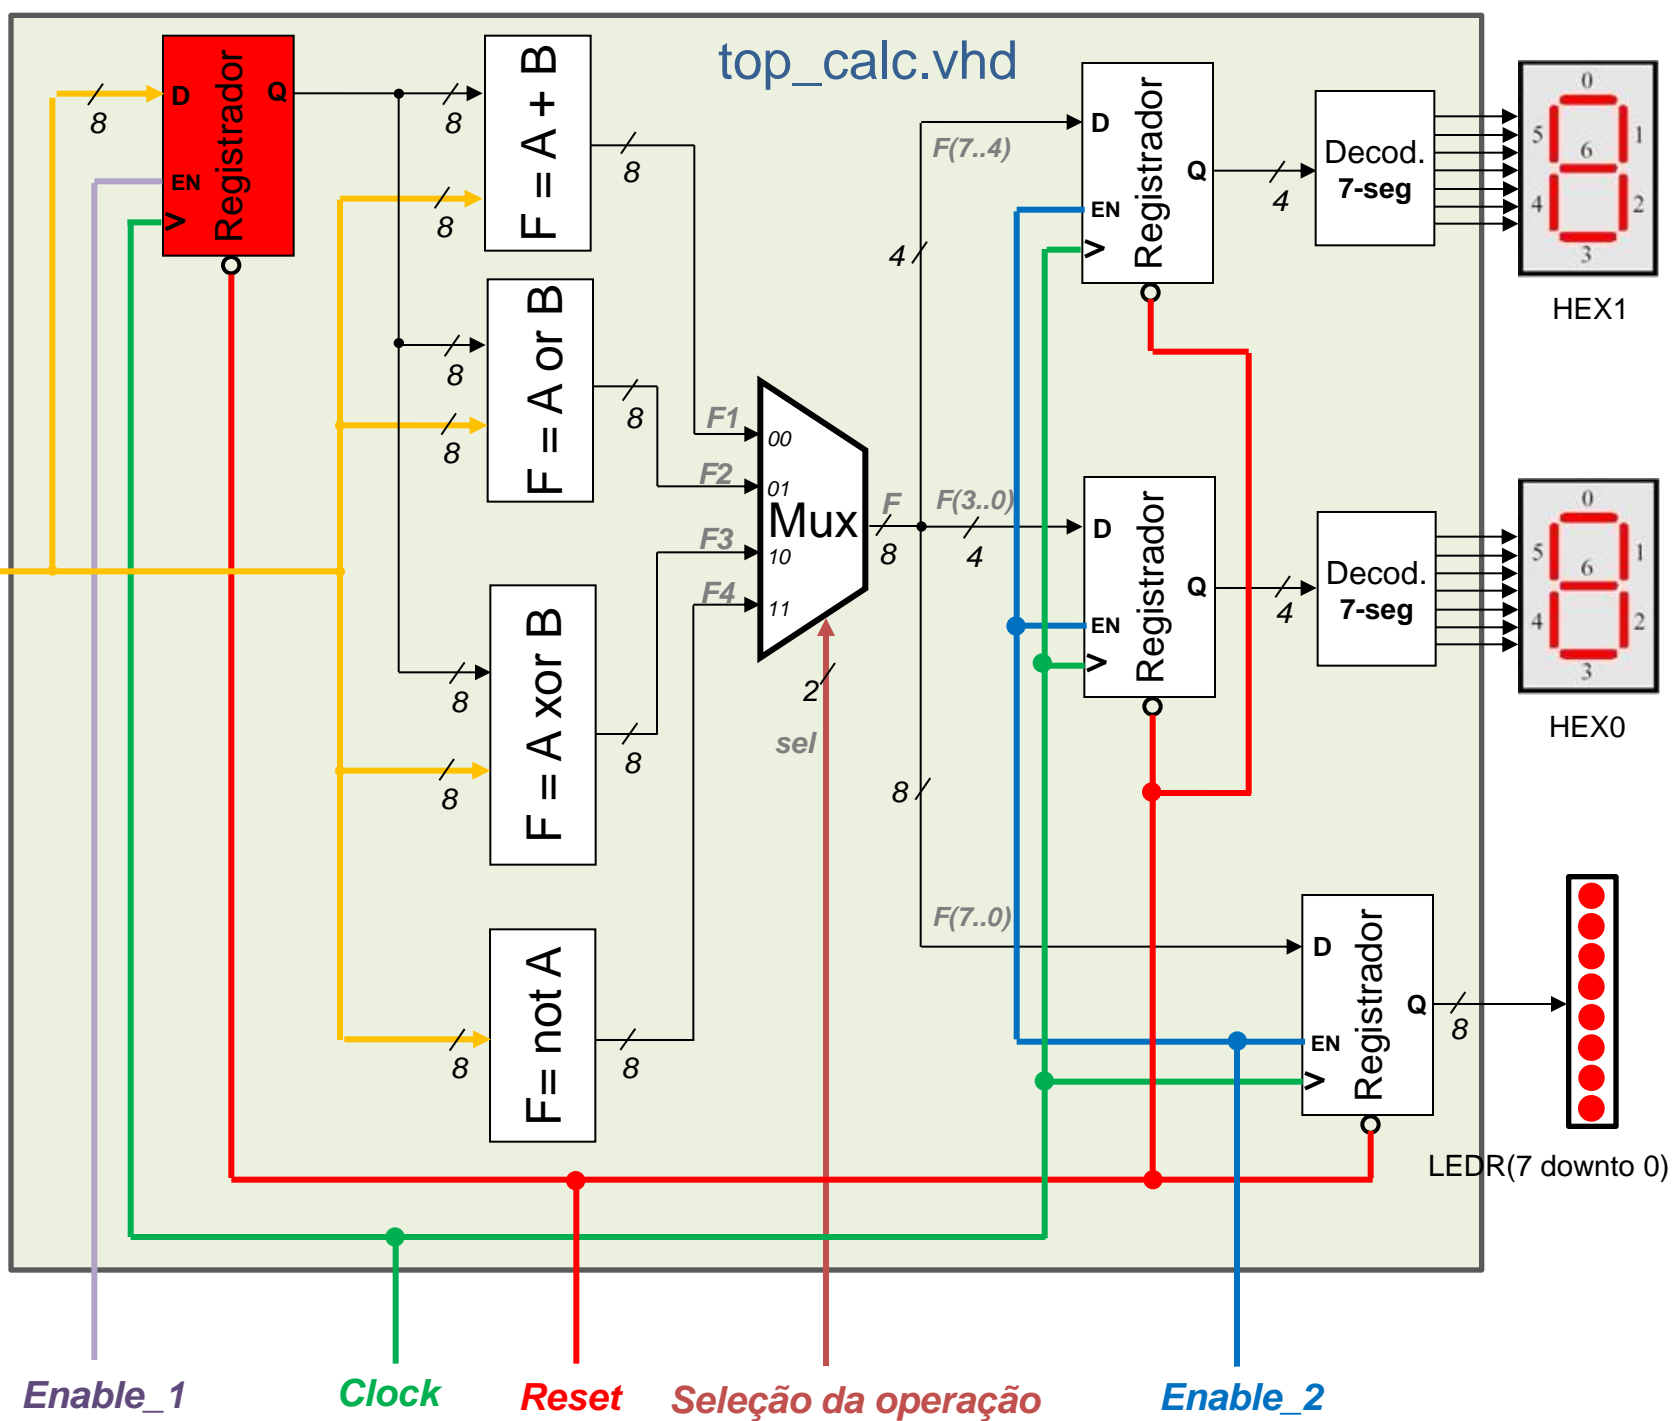 top_calc.vhd
D
Q
EN
>
Registrador
8
8
8
F = A + B
8
8
8
F = A or B
8
8
8
F = A xor B
8
8
F= not A
8
F1
F2
F3
F4
00
01
10
11
Mux
2
sel
F
8
F(7..4)
4
F(3..0)
4
8
F(7..0)
D
Q
EN
>
Registrador
4
Decod.
7-seg
0
5
1
6
4
2
3
HEX1
D
Q
EN
>
Registrador
4
Decod.
7-seg
0
5
1
6
4
2
3
HEX0
D
Q
EN
>
Registrador
8
LEDR(7 downto 0)
Enable_1
Clock
Reset
Seleção da operação
Enable_2